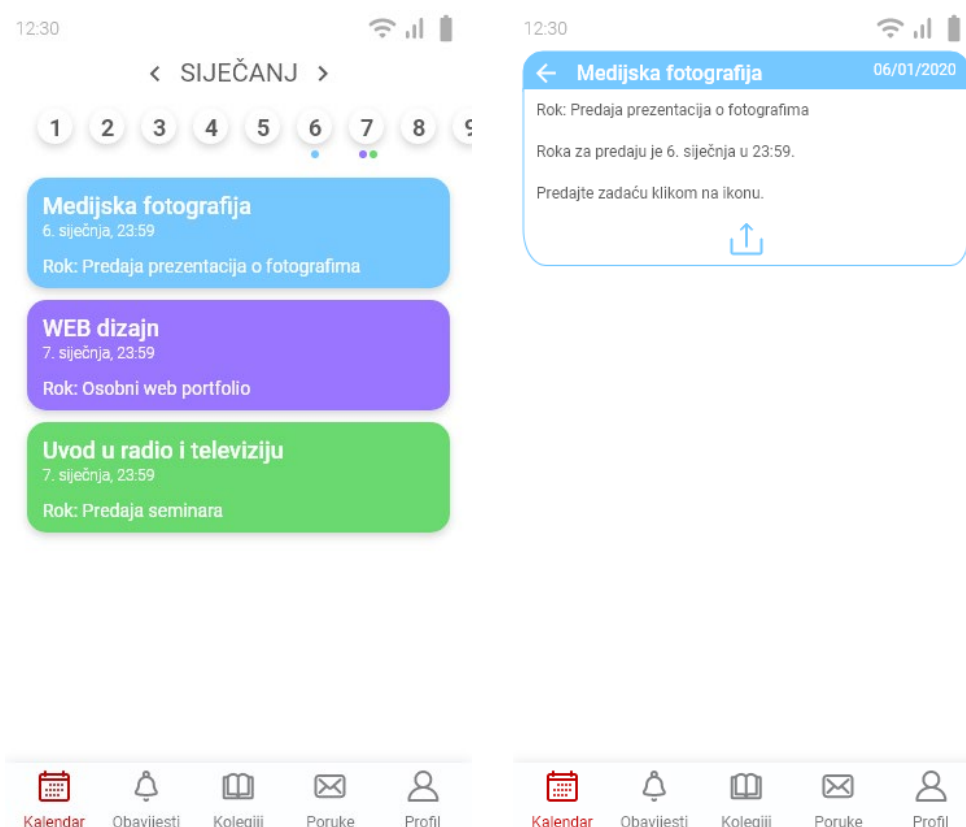 12:30
< SIJEČANJ >
1 2 3 4 5 6 7 8 9
Medijska fotografija
6. siječnja, 23:59
Rok: Predaja prezentacija o fotografima
WEB dizajn
7. siječnja, 23:59
Rok: Osobni web portfolio
Uvod u radio i televiziju
7. siječnja, 23:59
Rok: Predaja seminara
Kalendar Obavijesti Kolegiji Poruke Profil
12:30
Medijska fotografija 06/01/2020
Rok: Predaja prezentacija o fotografima
Roka za predaju je 6. siječnja u 23:59.
Predajte zadaću klikom na ikonu.
Kalendar Obavijesti Kolegiji Poruke Profil